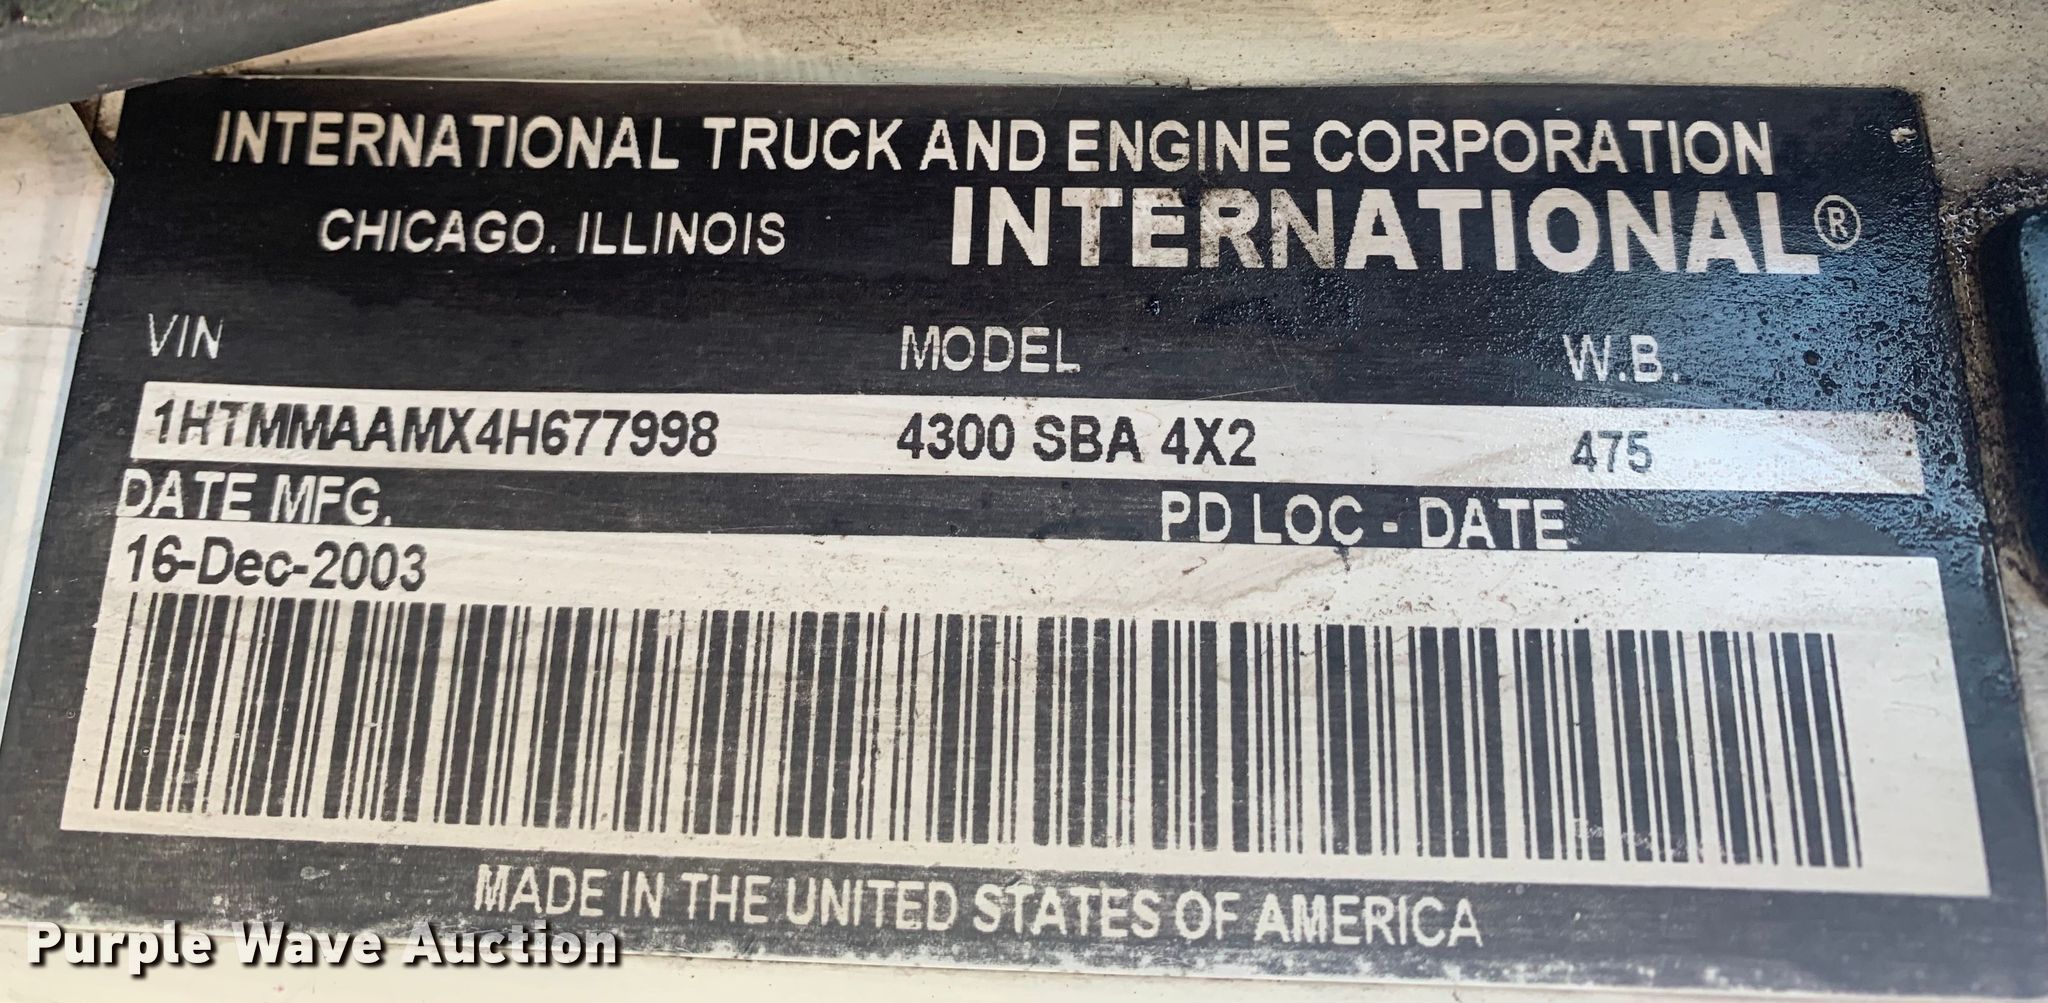 INTERNATIONAL TRUCK AND ENGINE CORPORATION
CHICAGO, ILLINOIS INTERNATIONAL®
VIN MODEL W.B.
1HTMMAAMX4H677998 4300 SBA 4X2 475
DATE MFG. PD LOC - DATE
16-Dec-2003
MADE IN THE UNITED STATES OF AMERICA
Purple Wave Auction